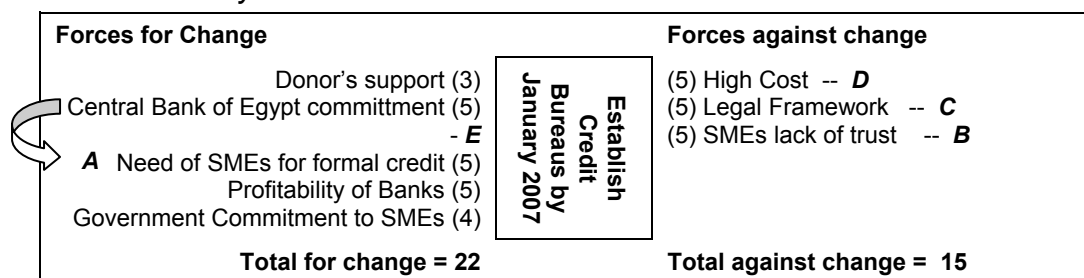 Forces for Change
Donor's support (3)
Central Bank of Egypt committment (5)
- E
A Need of SMEs for formal credit (5)
Profitability of Banks (5)
Government Commitment to SMEs (4)
Total for change = 22
Establish
Credit
Bureaus by
January 2007
Forces against change
(5) High Cost -- D
(5) Legal Framework -- C
(5) SMEs lack of trust -- B
Total against change = 15